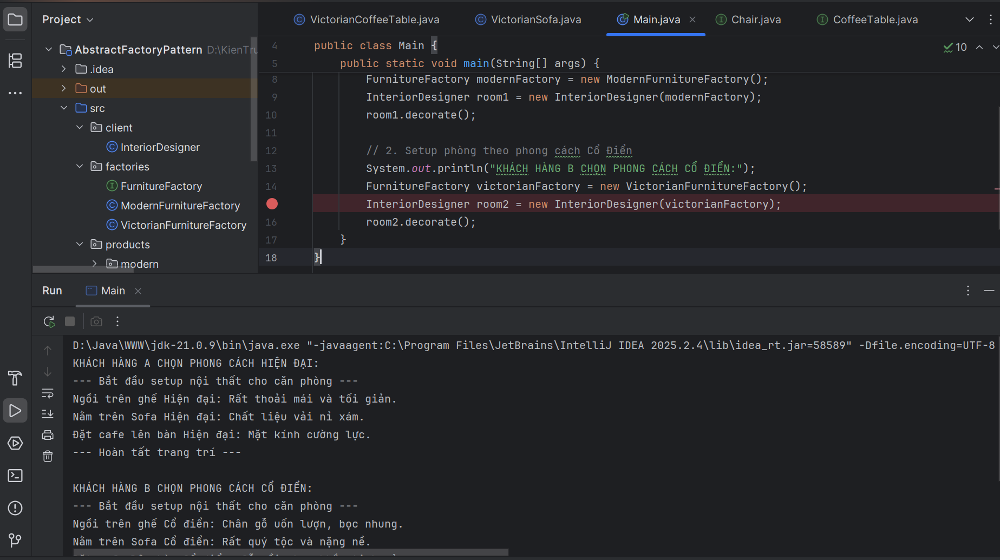 Project
VictorianCoffeeTable.java
VictorianSofa.java
Main.java
Chair.java
CoffeeTable.java
AbstractFactoryPattern D:\KienTru
.idea
out
src
client
InteriorDesigner
factories
FurnitureFactory
ModernFurnitureFactory
VictorianFurnitureFactory
products
modern
10
4 public class Main {
5 public static void main(String[] args) {
8 FurnitureFactory modernFactory = new ModernFurnitureFactory();
9 InteriorDesigner room1 = new InteriorDesigner(modernFactory);
10 room1.decorate();
11
12 // 2. Setup phòng theo phong cách Cổ Điển
13 System.out.println("KHÁCH HÀNG B CHỌN PHONG CÁCH CỔ ĐIỂN:");
14 FurnitureFactory victorianFactory = new VictorianFurnitureFactory();
InteriorDesigner room2 = new InteriorDesigner(victorianFactory);
16 room2.decorate();
17 }
18 }
Run
Main
D:\Java\WWW\jdk-21.0.9\bin\java.exe "-javaagent:C:\Program Files\JetBrains\IntelliJ IDEA 2025.2.4\lib\idea_rt.jar=58589" -Dfile.encoding=UTF-8
KHÁCH HÀNG A CHỌN PHONG CÁCH HIỆN ĐẠI:
--- Bắt đầu setup nội thất cho căn phòng ---
Ngồi trên ghế Hiện đại: Rất thoải mái và tối giản.
Nằm trên Sofa Hiện đại: Chất liệu vải nỉ xám.
Đặt cafe lên bàn Hiện đại: Mặt kính cường lực.
--- Hoàn tất trang trí ---
KHÁCH HÀNG B CHỌN PHONG CÁCH CỔ ĐIỂN:
--- Bắt đầu setup nội thất cho căn phòng ---
Ngồi trên ghế Cổ điển: Chân gỗ uốn lượn, bọc nhung.
Nằm trên Sofa Cổ điển: Rất quý tộc và nặng nề.